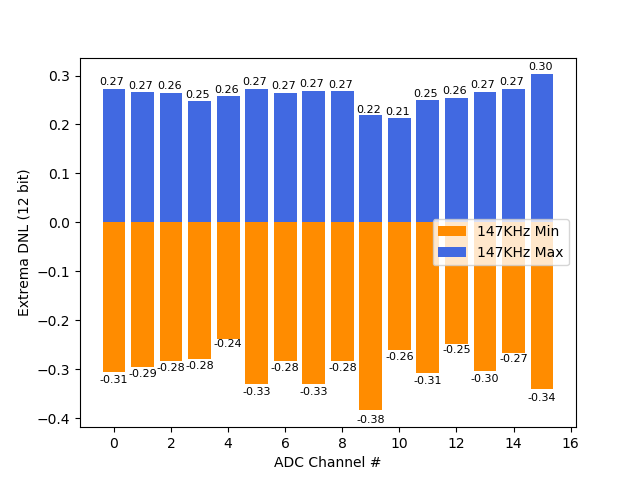 0.30
0.27 0.27 0.26 0.25 0.26 0.27 0.27 0.27 0.27 0.22 0.21 0.25 0.26 0.27 0.27
0.3
0.2
0.1
0.0
−0.1
−0.2
−0.3
−0.4
Extrema DNL (12 bit)
147KHz Min
147KHz Max
-0.31 -0.29 -0.28 -0.28 -0.24 -0.33 -0.28 -0.33 -0.28 -0.38 -0.26 -0.31 -0.25 -0.30 -0.27 -0.34
0 2 4 6 8 10 12 14 16
ADC Channel #